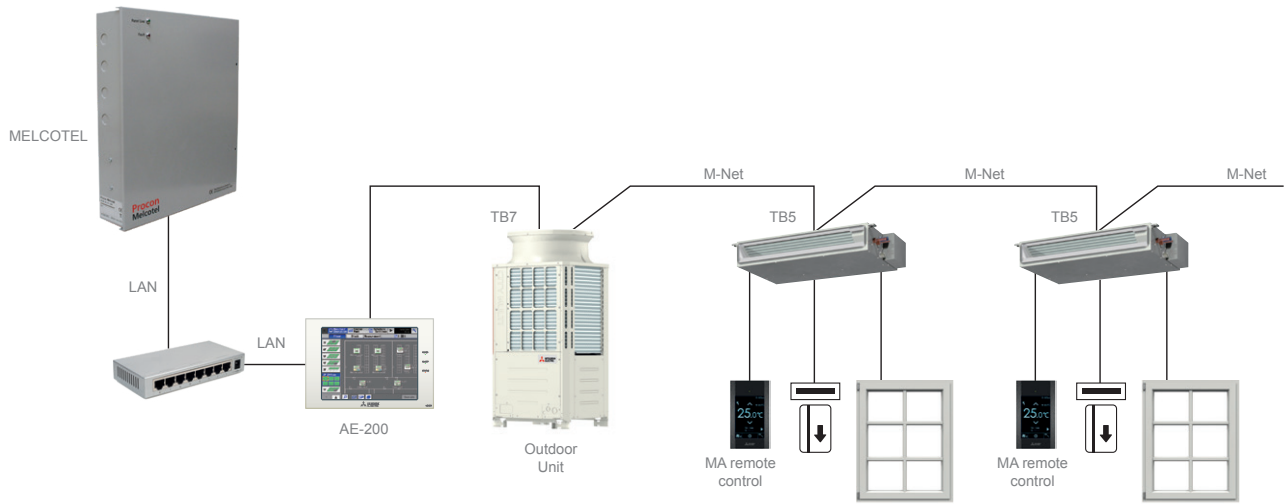 MELCOTEL
Procon
Melcotel
LAN
LAN
AE-200
TB7
Outdoor
Unit
M-Net
TB5
M-Net
TB5
M-Net
25.0°C
MA remote
control
25.0°C
MA remote
control